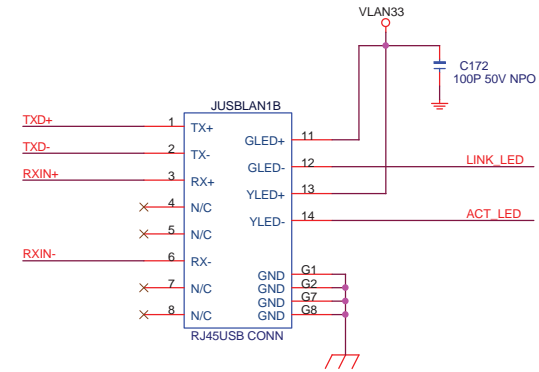 VLAN33
C172
100P 50V NPO
JUSBLAN1B
TXD+ 1 TX+
GLED+ 11
TXD- 2 TX-
GLED- 12 LINK_LED
RXIN+ 3 RX+
YLED+ 13
4 N/C
YLED- 14 ACT_LED
5 N/C
RXIN- 6 RX-
GND G1
7 N/C
GND G2
GND G7
8 N/C
GND G8
RJ45USB CONN